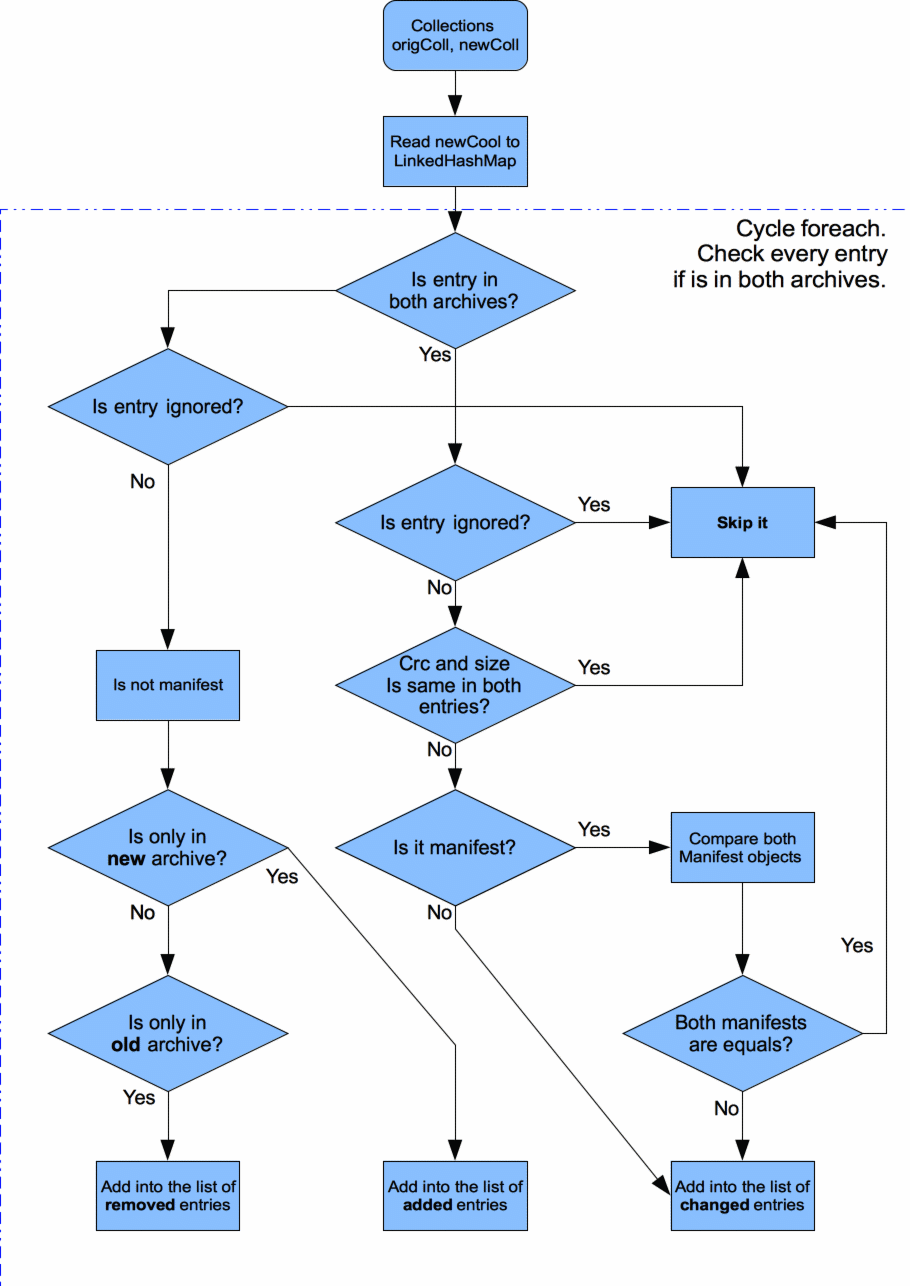 Collections
origColl, newColl
Read newCool to
LinkedHashMap
Cycle foreach.
Check every entry
if is in both archives.
Is entry in
both archives?
Yes
Is entry ignored?
No
Is entry ignored?
Yes
Skip it
No
Crc and size
Is same in both
entries?
Yes
Is not manifest
No
Is only in
new archive?
Yes
Is it manifest?
Yes
Compare both
Manifest objects
No
No
Yes
Is only in
old archive?
Both manifests
are equals?
Yes
No
Add into the list of
removed entries
Add into the list of
added entries
Add into the list of
changed entries